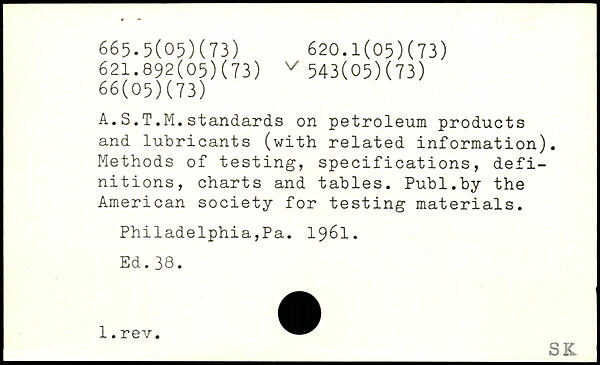 665.5(05)(73) 620.1(05)(73)
621.892(05)(73) ✓ 543(05)(73)
66(05)(73)
A.S.T.M.standards on petroleum products
and lubricants (with related information).
Methods of testing, specifications, defi-
nitions, charts and tables. Publ.by the
American society for testing materials.
Philadelphia,Pa. 1961.
Ed.38.
1.rev.
SK